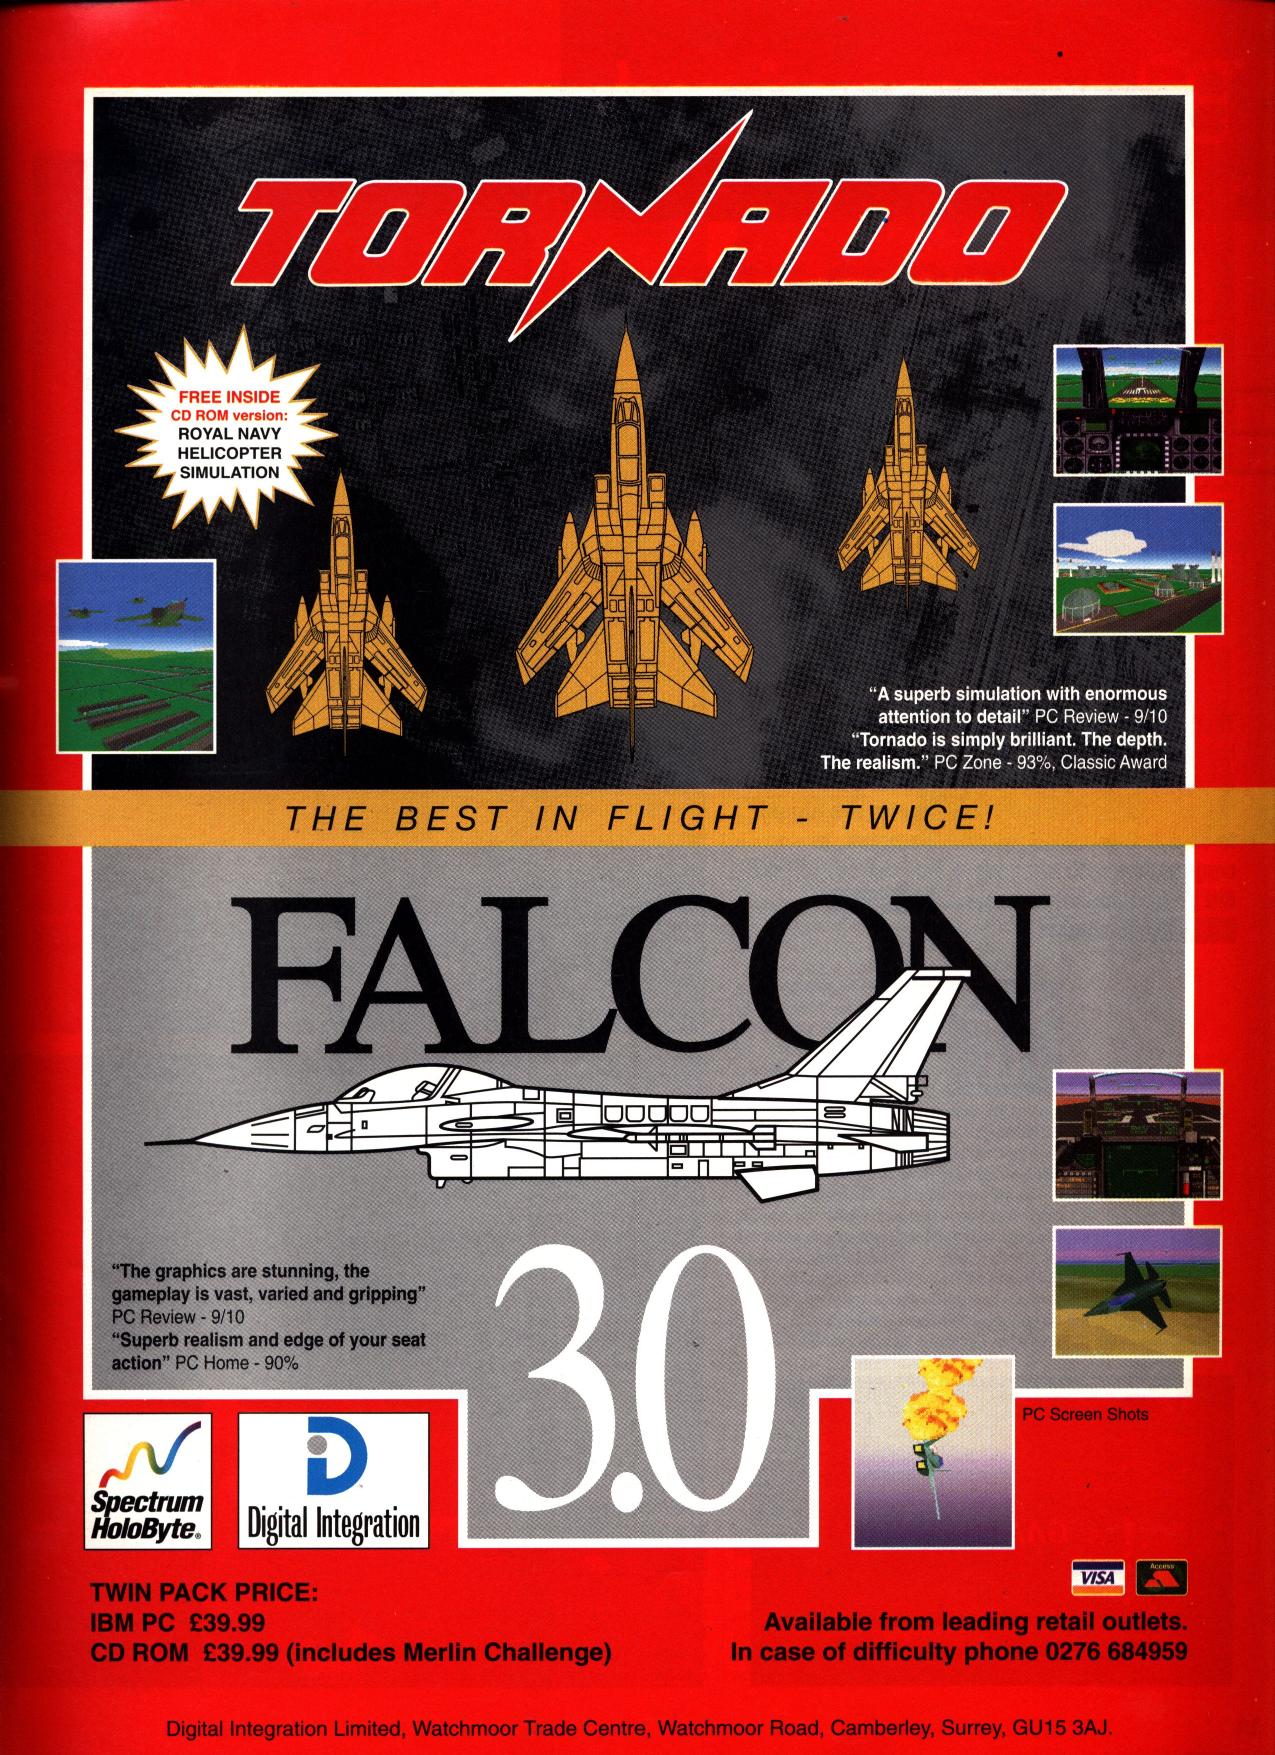 TORNADO
FREE INSIDE
CD ROM version:
ROYAL NAVY
HELICOPTER
SIMULATION
“A superb simulation with enormous
attention to detail” PC Review - 9/10
“Tornado is simply brilliant. The depth.
The realism.” PC Zone - 93%, Classic Award
THE BEST IN FLIGHT - TWICE!
FALCON
3.0
“The graphics are stunning, the
gameplay is vast, varied and gripping”
PC Review - 9/10
“Superb realism and edge of your seat
action” PC Home - 90%
PC Screen Shots
Spectrum
HoloByte®
Digital Integration
VISA
Access
TWIN PACK PRICE:
IBM PC £39.99
CD ROM £39.99 (includes Merlin Challenge)
Available from leading retail outlets.
In case of difficulty phone 0276 684959
Digital Integration Limited, Watchmoor Trade Centre, Watchmoor Road, Camberley, Surrey, GU15 3AJ.